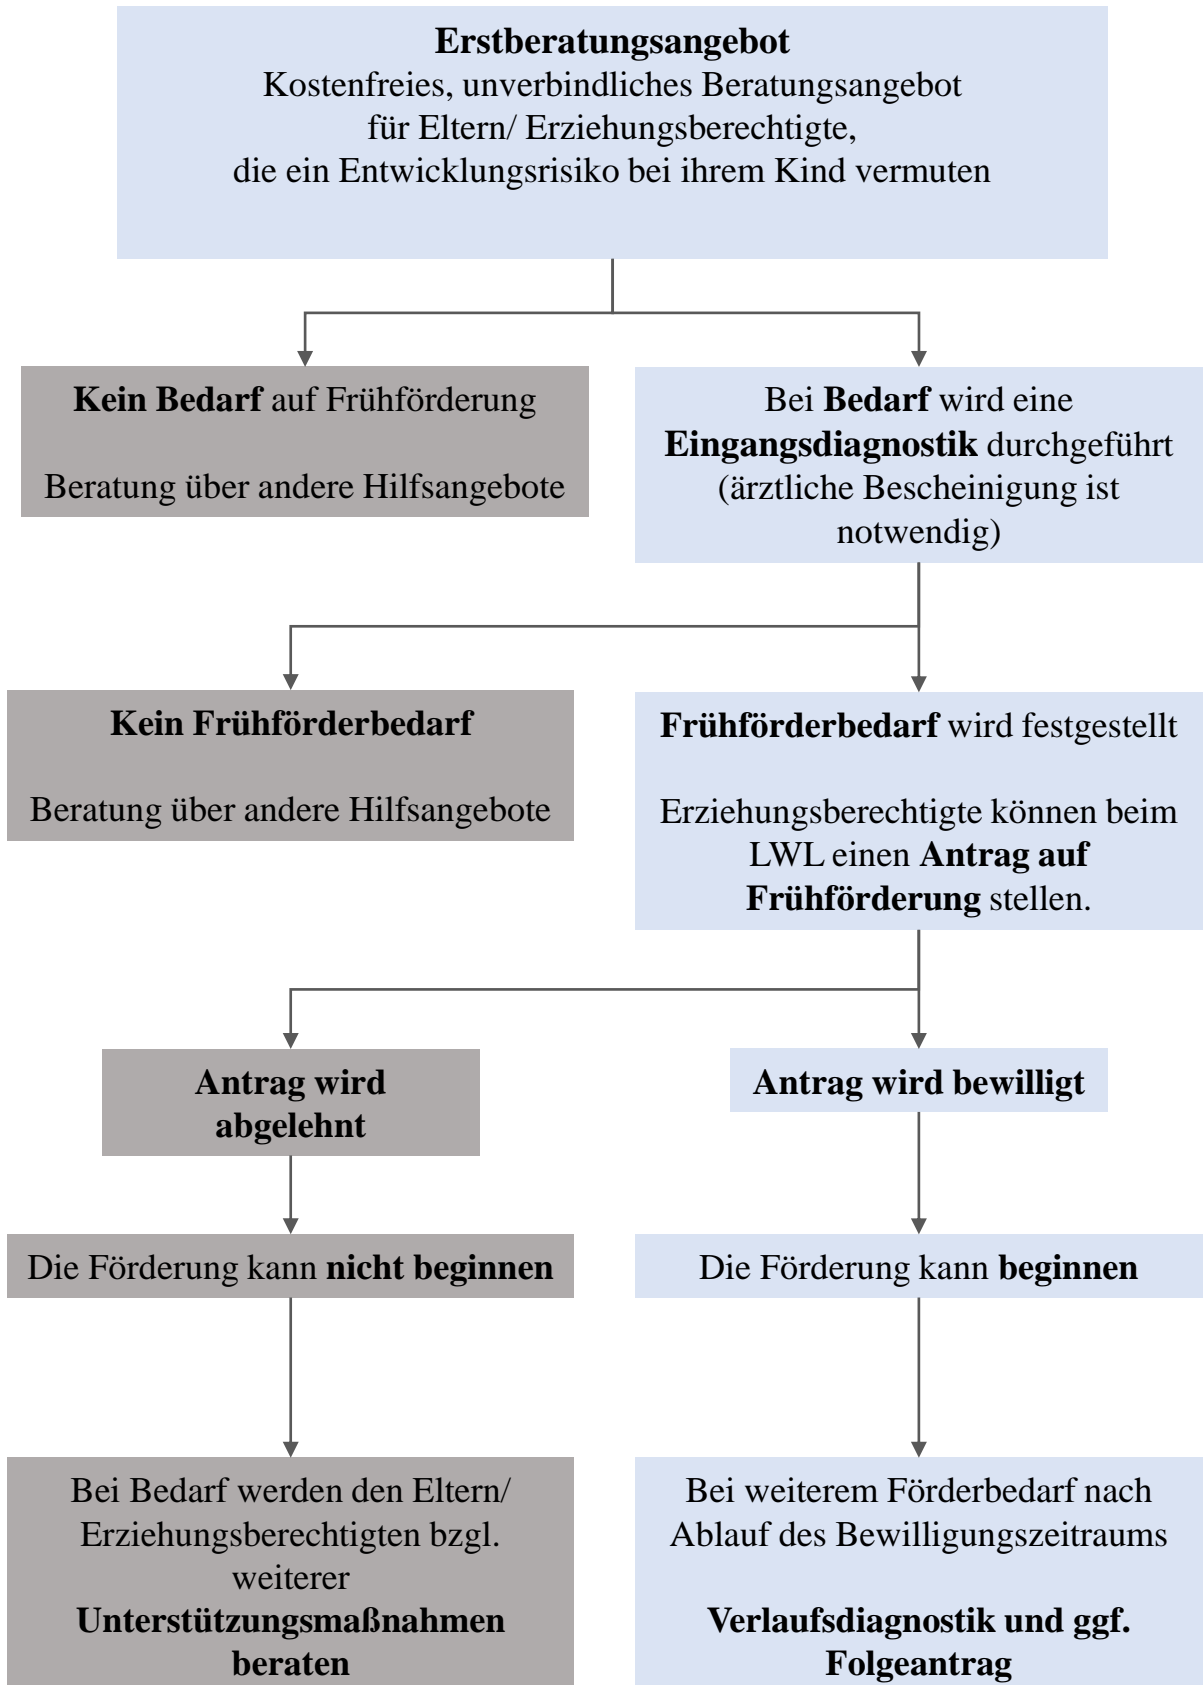 Erstberatungsangebot
Kostenfreies, unverbindliches Beratungsangebot
für Eltern/ Erziehungsberechtigte,
die ein Entwicklungsrisiko bei ihrem Kind vermuten
Kein Bedarf auf Frühförderung
Beratung über andere Hilfsangebote
Bei Bedarf wird eine
Eingangsdiagnostik durchgeführt
(ärztliche Bescheinigung ist
notwendig)
Kein Frühförderbedarf
Beratung über andere Hilfsangebote
Frühförderbedarf wird festgestellt
Erziehungsberechtigte können beim
LWL einen Antrag auf
Frühförderung stellen.
Antrag wird
abgelehnt
Antrag wird bewilligt
Die Förderung kann nicht beginnen
Die Förderung kann beginnen
Bei Bedarf werden den Eltern/
Erziehungsberechtigten bzgl.
weiterer
Unterstützungsmaßnahmen
beraten
Bei weiterem Förderbedarf nach
Ablauf des Bewilligungszeitraums
Verlaufsdiagnostik und ggf.
Folgeantrag